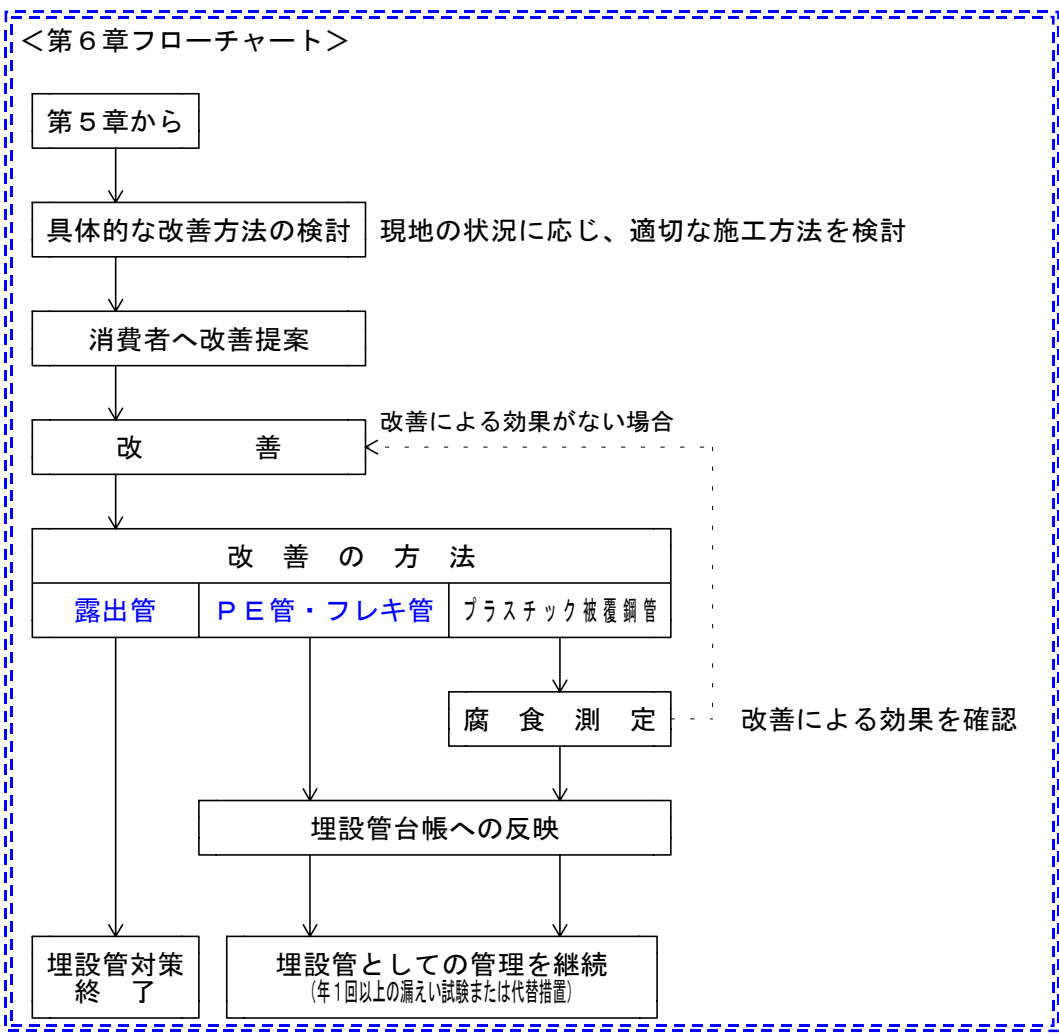 ＜第６章フローチャート＞
第５章から
具体的な改善方法の検討
現地の状況に応じ、適切な施工方法を検討
消費者へ改善提案
改善による効果がない場合
改　　　　善
改　善　の　方　法
露出管
ＰＥ管・フレキ管
プラスチック被覆鋼管
腐　食　測　定
改善による効果を確認
埋設管台帳への反映
埋設管対策
終　了
埋設管としての管理を継続
(年１回以上の漏えい試験または代替措置)